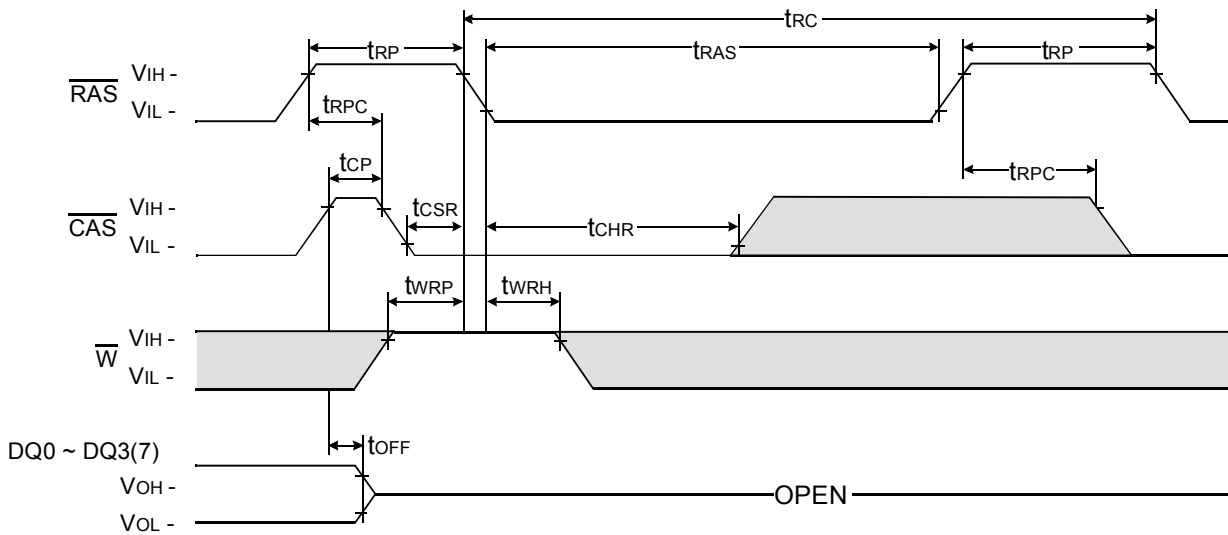 tRC
tRP tRAS tRP
RAS VIH -
VIL -
tRPC
tCP tRPC
CAS VIH -
VIL -
tCSR tCHR
tWRP tWRH
W VIH -
VIL -
tOFF
DQ0 ~ DQ3(7)
VOH -
VOL -
OPEN